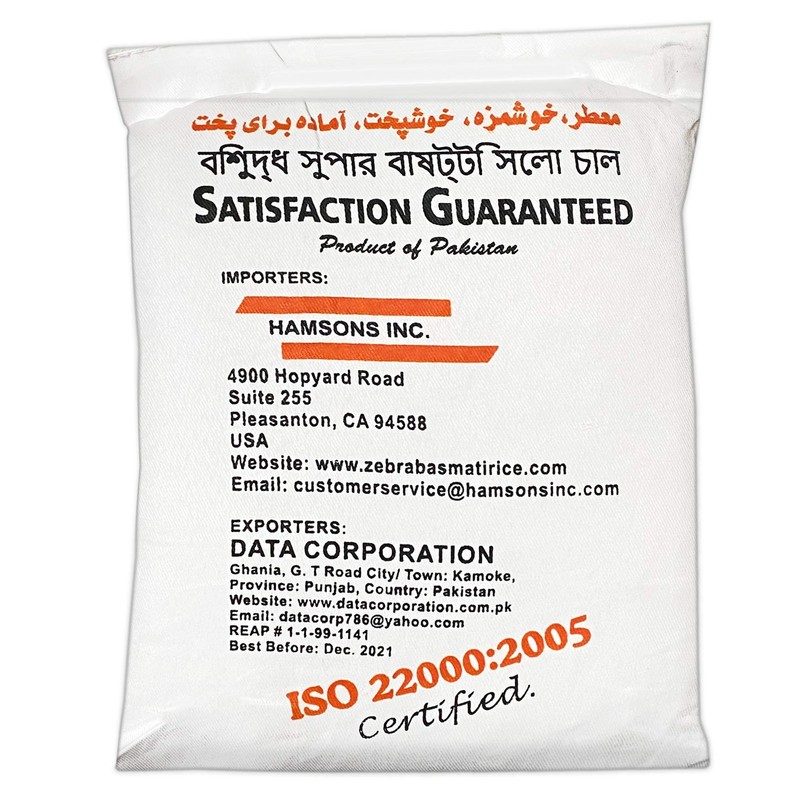 معطر، خوشمزه، خوشپخت، آماده برای پخت
বিশুদ্ধ সুপার বাষট্টি সিলো চাল
SATISFACTION GUARANTEED
Product of Pakistan
IMPORTERS:
HAMSONS INC.
4900 Hopyard Road
Suite 255
Pleasanton, CA 94588
USA
Website: www.zebrabasmatirice.com
Email: customerservice@hamsonsinc.com
EXPORTERS:
DATA CORPORATION
Ghania, G. T Road City/ Town: Kamoke,
Province: Punjab, Country: Pakistan
Website: www.datacorporation.com.pk
Email: datacorp786@yahoo.com
REAP # 1-1-99-1141
Best Before: Dec. 2021
ISO 22000:2005
Certified.